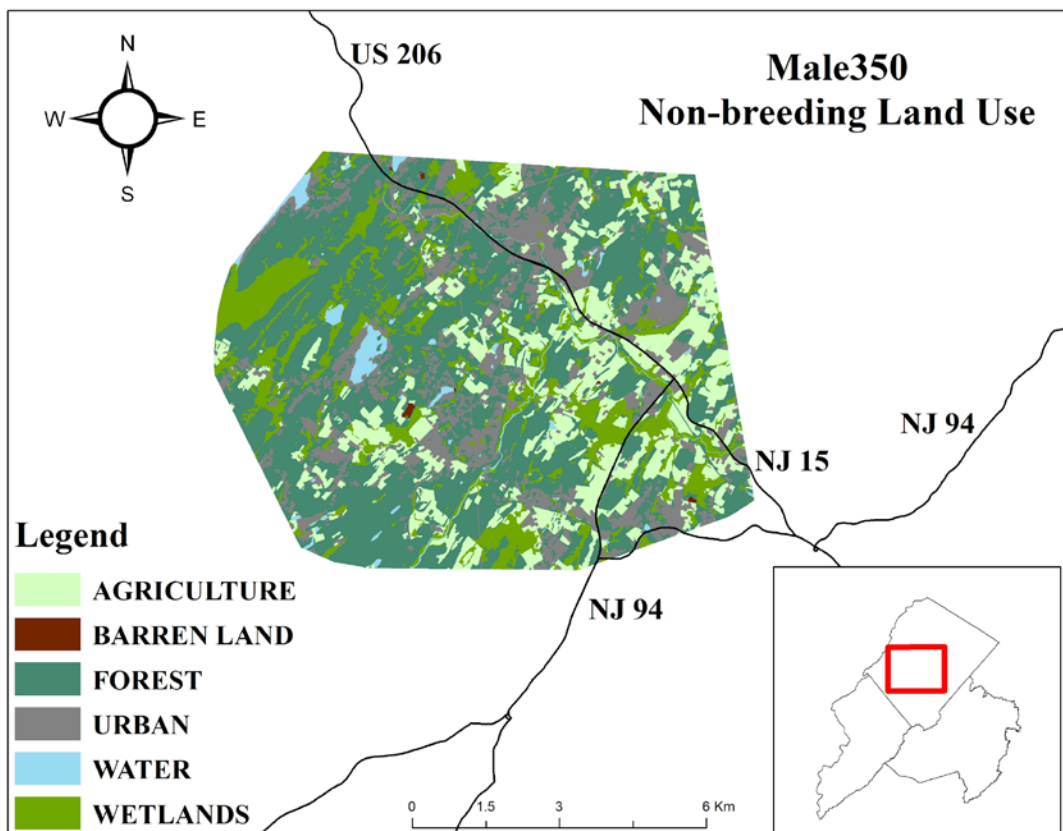 Male350
Non-breeding Land Use
N
W E
S
US 206
NJ 94
NJ 15
NJ 94
Legend
AGRICULTURE
BARREN LAND
FOREST
URBAN
WATER
WETLANDS
0 1.5 3 6 Km